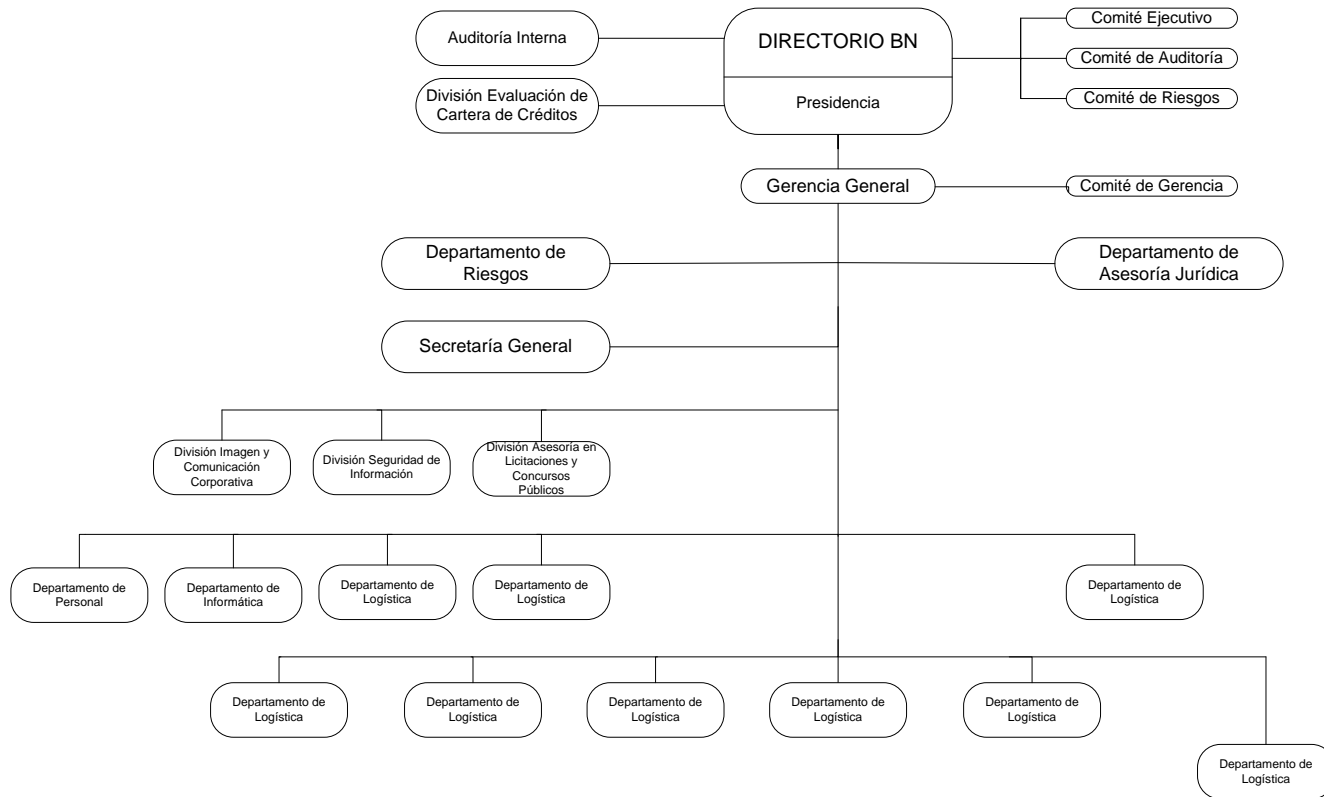 Auditoría Interna
DIRECTORIO BN
Comité Ejecutivo
Comité de Auditoría
División Evaluación de
Cartera de Créditos
Presidencia
Comité de Riesgos
Gerencia General
Comité de Gerencia
Departamento de
Riesgos
Departamento de
Asesoría Jurídica
Secretaría General
División Imagen y
Comunicación
Corporativa
División Seguridad de
Información
División Asesoría en
Licitaciones y
Concursos
Públicos
Departamento de
Personal
Departamento de
Informática
Departamento de
Logística
Departamento de
Logística
Departamento de
Logística
Departamento de
Logística
Departamento de
Logística
Departamento de
Logística
Departamento de
Logística
Departamento de
Logística
Departamento de
Logística